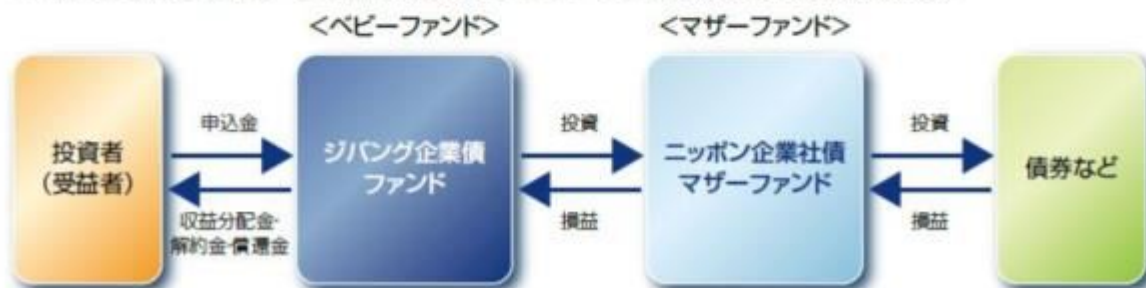 <ベビーファンド>
<マザーファンド>
投資者
(受益者)
申込金
収益分配金・
解約金・償還金
ジパング企業債
ファンド
投資
損益
ニッポン企業社債
マザーファンド
投資
損益
債券など